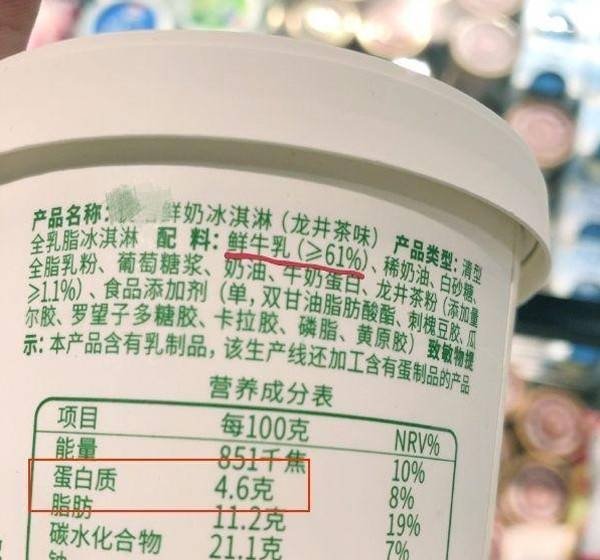 产品名称：鲜奶冰淇淋（龙井茶味） 产品类型：清型
全乳脂冰淇淋 配 料：鲜牛乳（≥61%）、稀奶油、白砂糖、
全脂乳粉、葡萄糖浆、奶油、牛奶蛋白、龙井茶粉（添加量
≥1.1%）、食品添加剂（单，双甘油脂肪酸酯、刺槐豆胶、瓜
尔胶、罗望子多糖胶、卡拉胶、磷脂、黄原胶） 致敏物提
示：本产品含有乳制品，该生产线还加工含有蛋制品的产品
营养成分表
项目 每100克 NRV%
能量 851千焦 10%
蛋白质 4.6克 8%
脂肪 11.2克 19%
碳水化合物 21.1克 7%